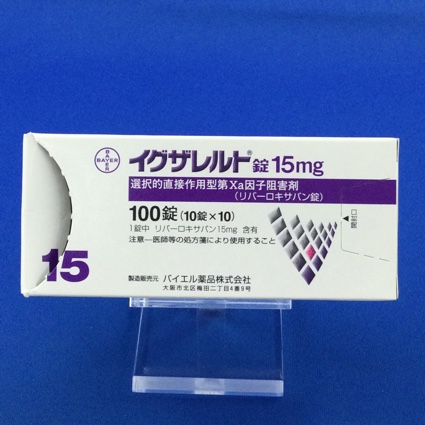 BAYER
BAYER
イグザレルト®錠15mg
選択的直接作用型第Xa因子阻害剤
(リバーロキサバン錠)
100錠(10錠×10)
1錠中 リバーロキサバン15mg 含有
注意―医師等の処方箋により使用すること
開封口
15
製造販売元 バイエル薬品株式会社
大阪市北区梅田二丁目4番9号